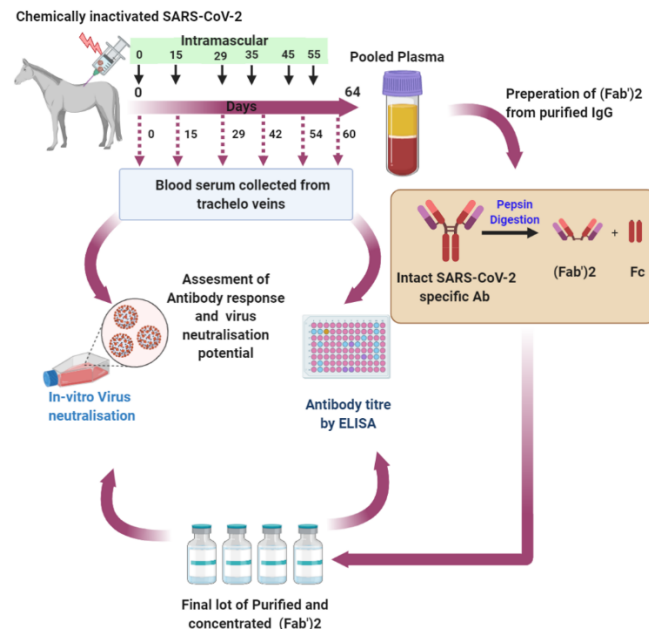 Chemically inactivated SARS-CoV-2
Intramascular
0 15 29 35 45 55
0 64
Days
0 15 29 42 54 60
Blood serum collected from
trachelo veins
Pooled Plasma
Preperation of (Fab')2
from purified IgG
Pepsin
Digestion
+
Intact SARS-CoV-2
specific Ab
(Fab')2
Fc
Assesment of
Antibody response
and virus
neutralisation
potential
In-vitro Virus
neutralisation
Antibody titre
by ELISA
Final lot of Purified and
concentrated (Fab')2